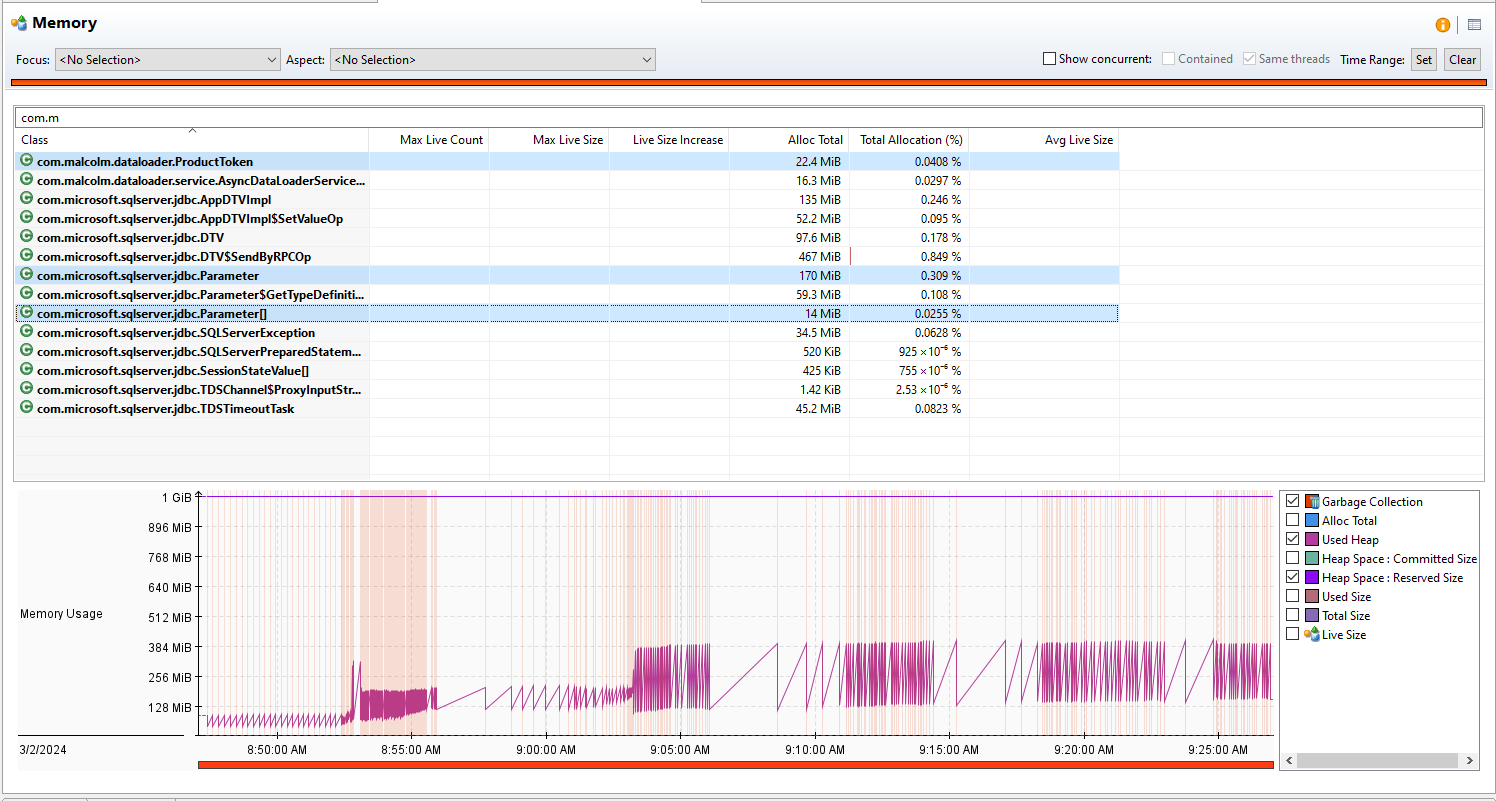 Memory
Focus: <No Selection> Aspect: <No Selection> Show concurrent: Contained Same threads Time Range: Set Clear
com.m
Class Max Live Count Max Live Size Live Size Increase Alloc Total Total Allocation (%) Avg Live Size
com.malcolm.dataloader.ProductToken 22.4 MiB 0.0408 %
com.malcolm.dataloader.service.AsyncDataLoaderService... 16.3 MiB 0.0297 %
com.microsoft.sqlserver.jdbc.AppDTVImpl 135 MiB 0.246 %
com.microsoft.sqlserver.jdbc.AppDTVImpl$SetValueOp 52.2 MiB 0.095 %
com.microsoft.sqlserver.jdbc.DTV 97.6 MiB 0.178 %
com.microsoft.sqlserver.jdbc.DTV$SendByRPCOp 467 MiB 0.849 %
com.microsoft.sqlserver.jdbc.Parameter 170 MiB 0.309 %
com.microsoft.sqlserver.jdbc.Parameter$GetTypeDefiniti... 59.3 MiB 0.108 %
com.microsoft.sqlserver.jdbc.Parameter[] 14 MiB 0.0255 %
com.microsoft.sqlserver.jdbc.SQLServerException 34.5 MiB 0.0628 %
com.microsoft.sqlserver.jdbc.SQLServerPreparedStatem... 520 KiB 925 ×10⁻⁶ %
com.microsoft.sqlserver.jdbc.SessionStateValue[] 425 KiB 755 ×10⁻⁶ %
com.microsoft.sqlserver.jdbc.TDSChannel$ProxyInputStr... 1.42 KiB 2.53 ×10⁻⁶ %
com.microsoft.sqlserver.jdbc.TDSTimeoutTask 45.2 MiB 0.0823 %
Memory Usage
1 GiB
896 MiB
768 MiB
640 MiB
512 MiB
384 MiB
256 MiB
128 MiB
3/2/2024 8:50:00 AM 8:55:00 AM 9:00:00 AM 9:05:00 AM 9:10:00 AM 9:15:00 AM 9:20:00 AM 9:25:00 AM
Garbage Collection
Alloc Total
Used Heap
Heap Space : Committed Size
Heap Space : Reserved Size
Used Size
Total Size
Live Size